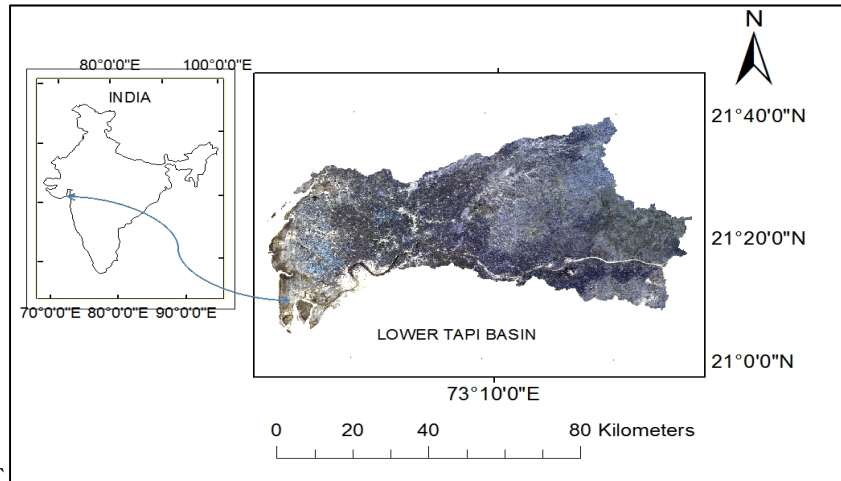 N
80°0'0"E 100°0'0"E
INDIA
21°40'0"N
21°20'0"N
LOWER TAPI BASIN
70°0'0"E 80°0'0"E 90°0'0"E
21°0'0"N
73°10'0"E
0 20 40 80 Kilometers